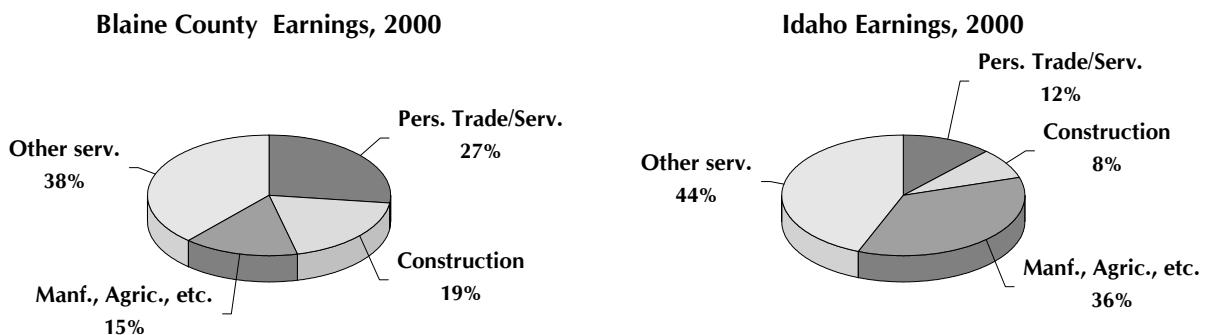 Blaine County  Earnings, 2000
Pers. Trade/Serv.
27%
Other serv.
38%
Construction
19%
Manf., Agric., etc.
15%
Idaho Earnings, 2000
Pers. Trade/Serv.
12%
Construction
8%
Other serv.
44%
Manf., Agric., etc.
36%